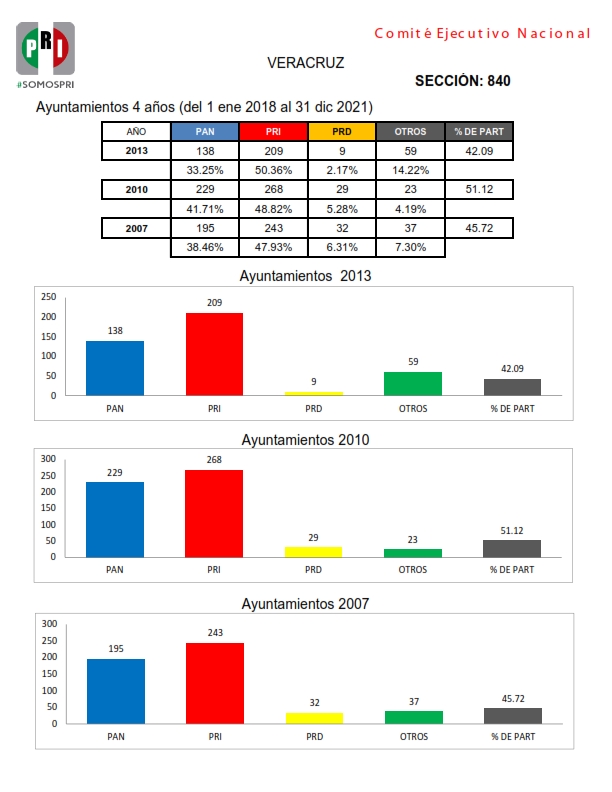 Comité Ejecutivo Nacional
PRI
#SOMOSPRI
VERACRUZ
SECCIÓN: 840
Ayuntamientos 4 años (del 1 ene 2018 al 31 dic 2021)
AÑO PAN PRI PRD OTROS % DE PART
2013 138 209 9 59 42.09
33.25% 50.36% 2.17% 14.22%
2010 229 268 29 23 51.12
41.71% 48.82% 5.28% 4.19%
2007 195 243 32 37 45.72
38.46% 47.93% 6.31% 7.30%
Ayuntamientos 2013
250
200
150
100
50
0
138 209 9 59 42.09
PAN PRI PRD OTROS % DE PART
Ayuntamientos 2010
300
250
200
150
100
50
0
229 268 29 23 51.12
PAN PRI PRD OTROS % DE PART
Ayuntamientos 2007
300
250
200
150
100
50
0
195 243 32 37 45.72
PAN PRI PRD OTROS % DE PART